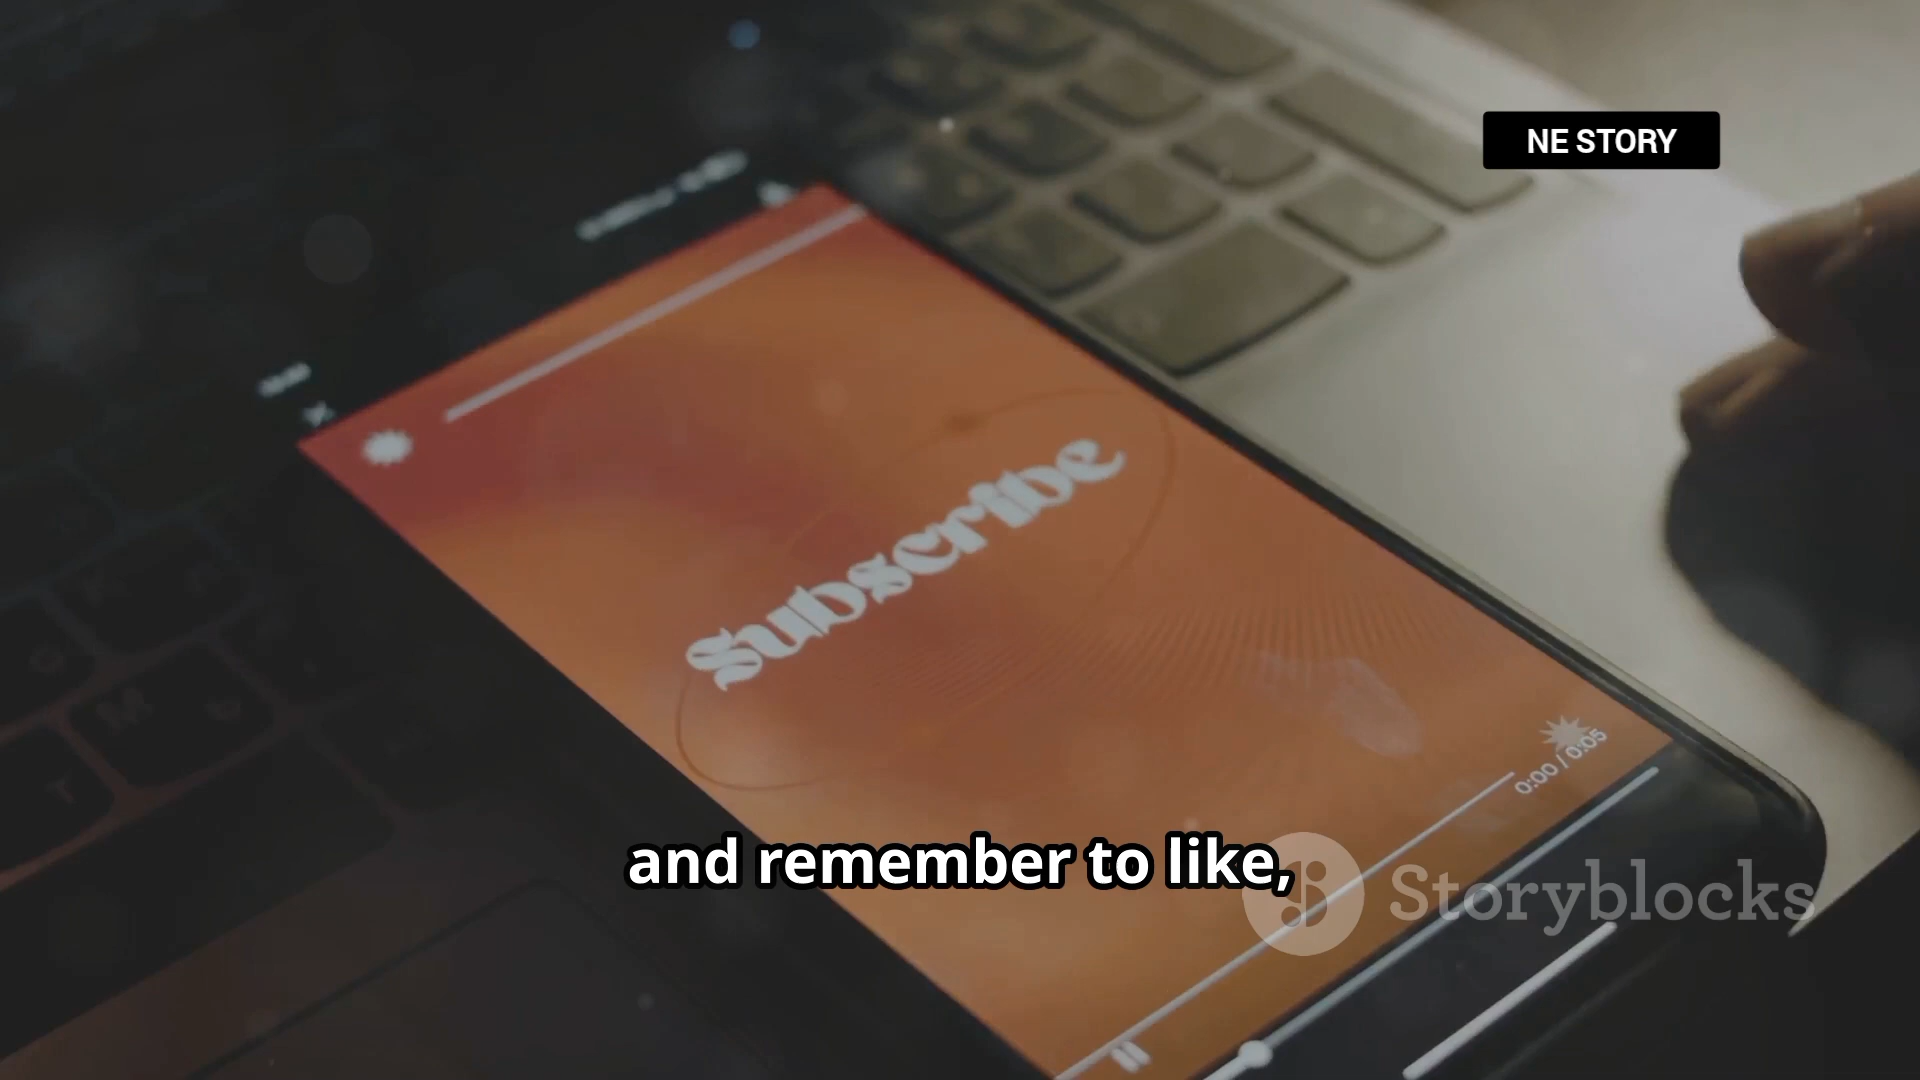 NE STORY
Subscribe
0:00 / 0:05
and remember to like,
Storyblocks